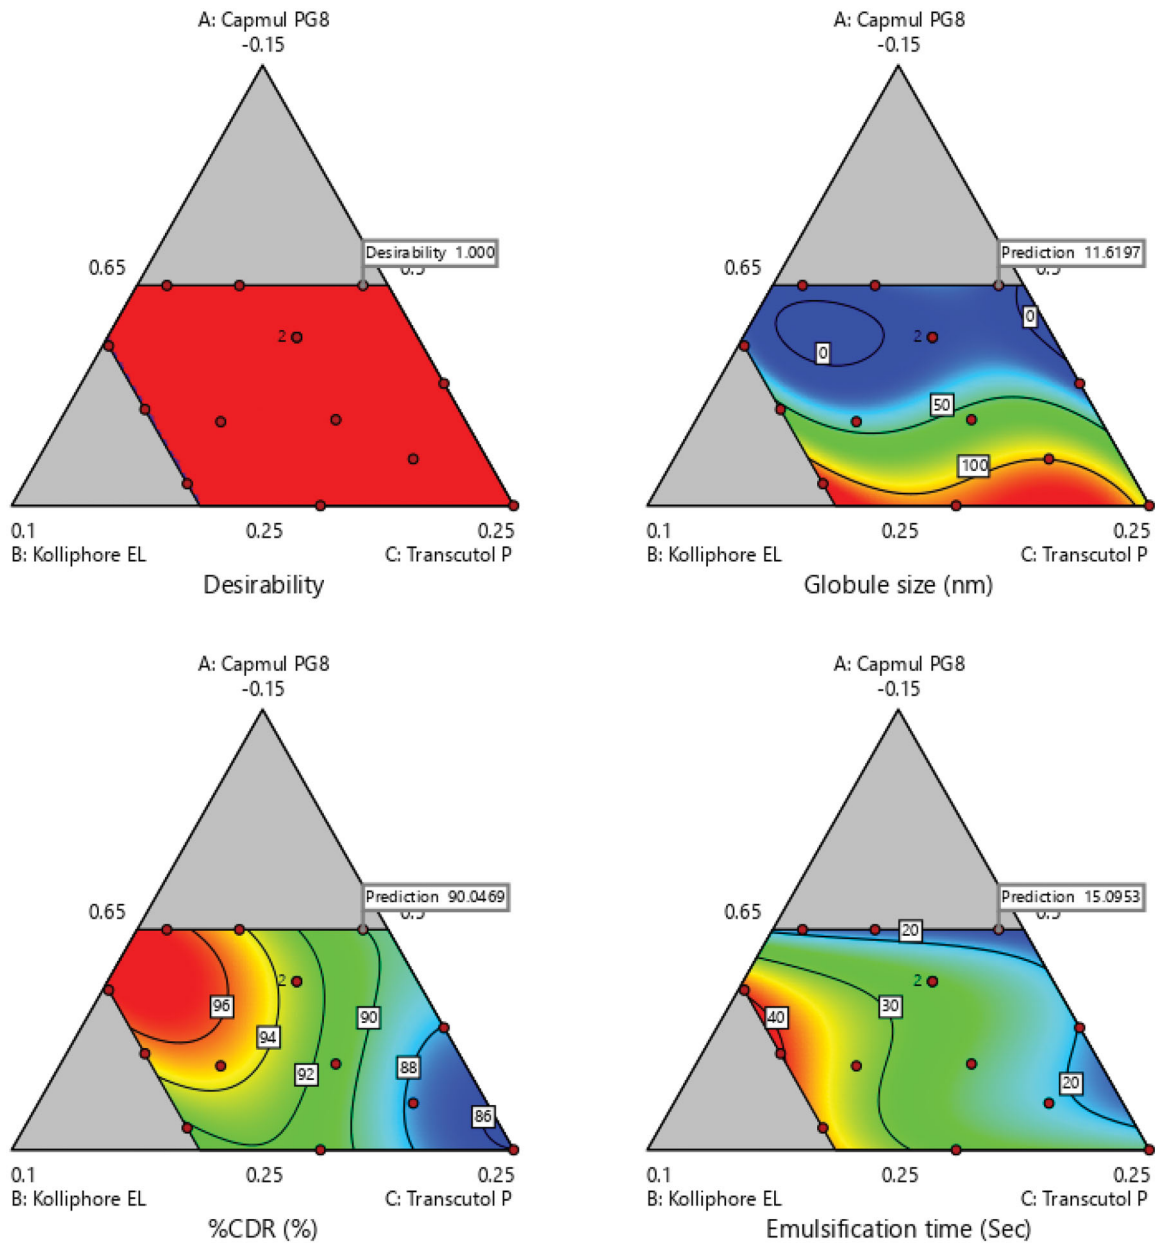 A: Capmul PG8
-0.15
0.65
Desirability 1.000
2
0.1
0.25
0.25
B: Kolliphore EL
C: Transcutol P
Desirability
A: Capmul PG8
-0.15
0.65
Prediction 11.6197
0
0
2
50
100
0.1
0.25
0.25
B: Kolliphore EL
C: Transcutol P
Globule size (nm)
A: Capmul PG8
-0.15
0.65
Prediction 90.0469
2
96
94
92
90
88
86
0.1
0.25
0.25
B: Kolliphore EL
C: Transcutol P
%CDR (%)
A: Capmul PG8
-0.15
0.65
Prediction 15.0953
20
2
30
40
20
0.1
0.25
0.25
B: Kolliphore EL
C: Transcutol P
Emulsification time (Sec)